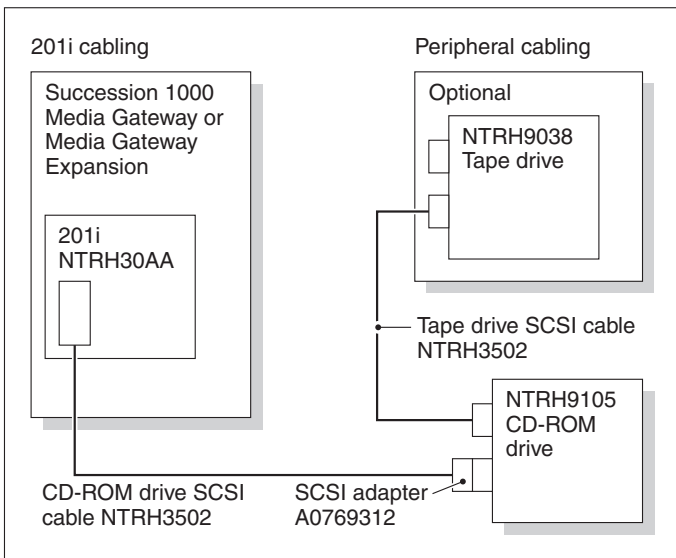 201i cabling
Succession 1000
Media Gateway or
Media Gateway
Expansion
201i
NTRH30AA
CD-ROM drive SCSI
cable NTRH3502
Peripheral cabling
Optional
NTRH9038
Tape drive
Tape drive SCSI cable
NTRH3502
NTRH9105
CD-ROM
drive
SCSI adapter
A0769312